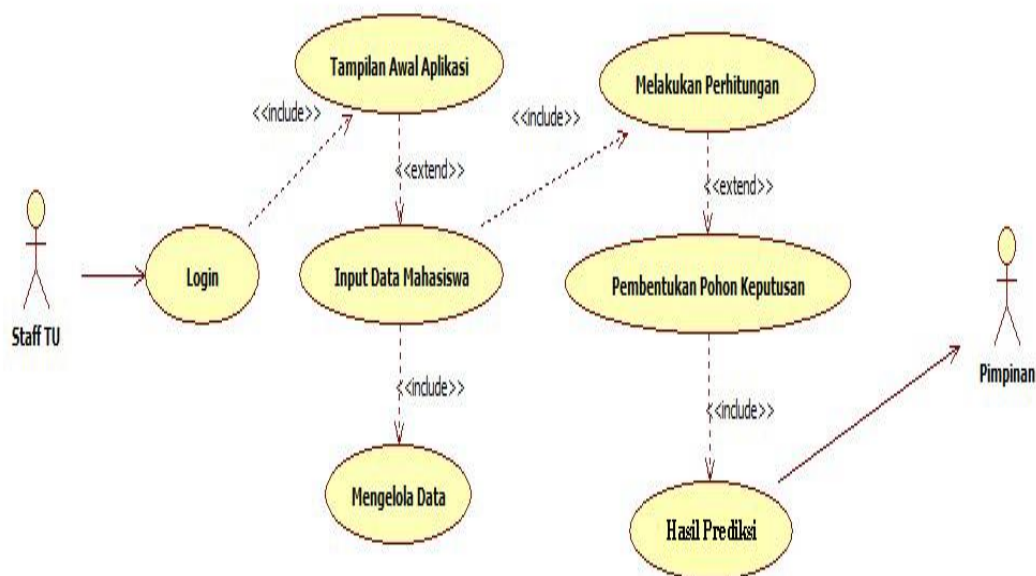 Tampilan Awal Aplikasi
Melakukan Perhitungan
<<include>>
<<include>>
<<extend>>
<<extend>>
Login
Input Data Mahasiswa
Pembentukan Pohon Keputusan
Staff TU
Pimpinan
<<include>>
<<include>>
Mengelola Data
Hasil Prediksi